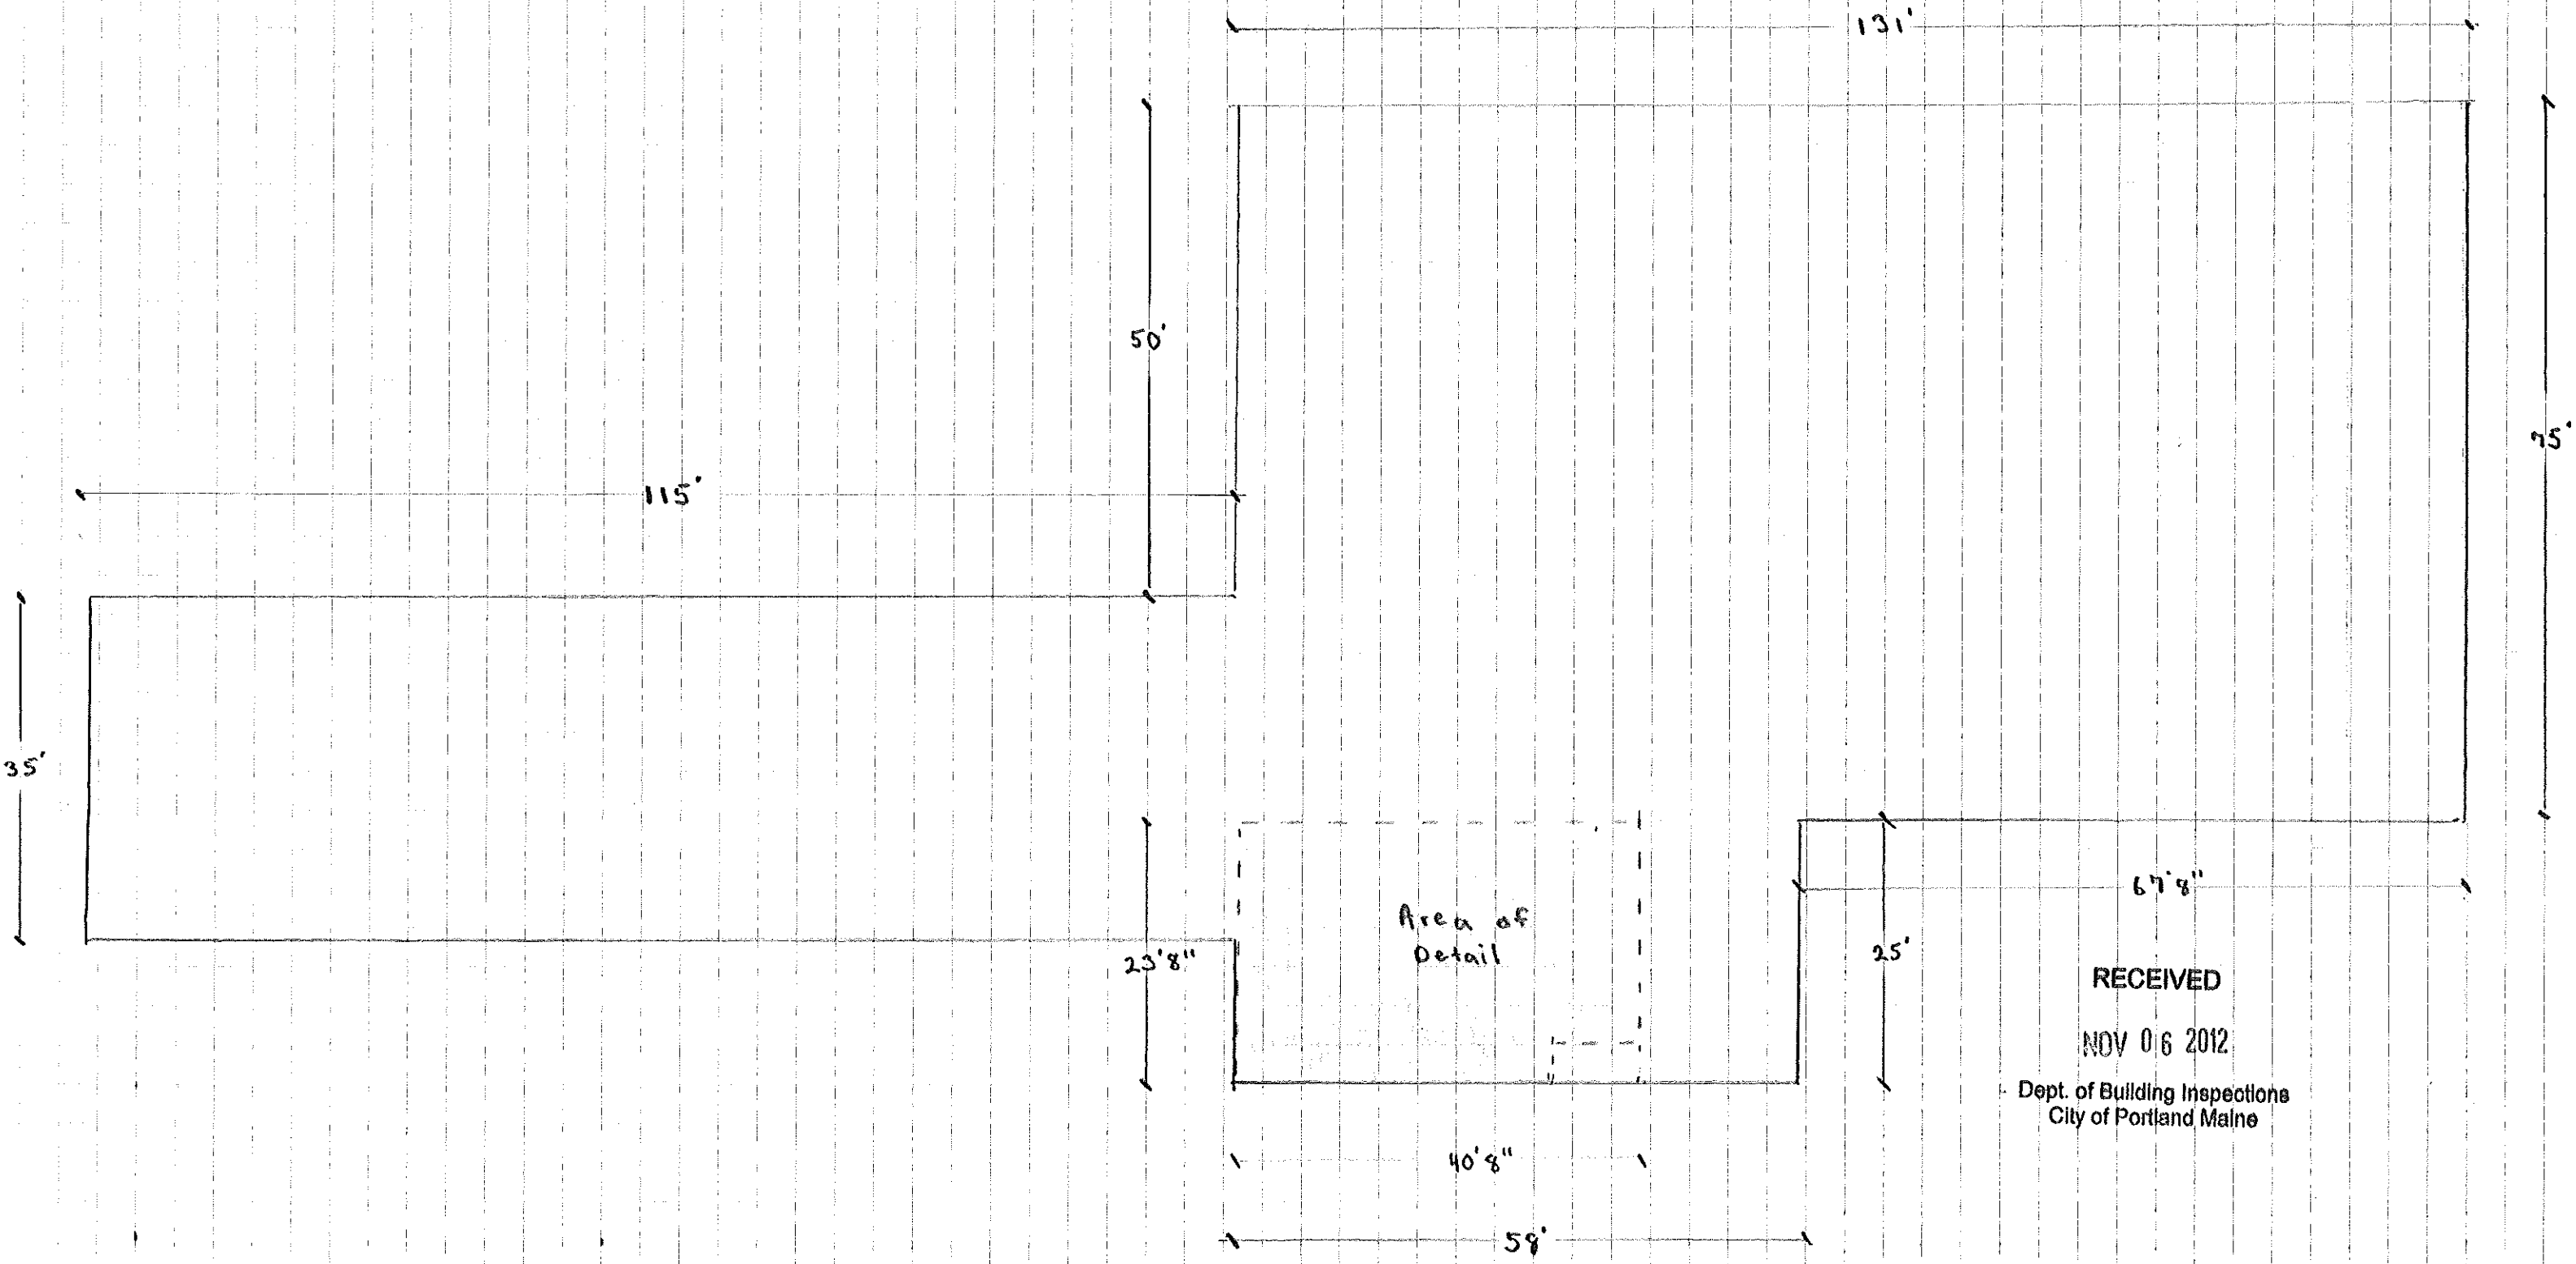 131'
50'
75'
115'
35'
67'8"
Area of
Detail
25'
23'8"
RECEIVED
NOV 06 2012
Dept. of Building Inspections
City of Portland Maine
40'8"
58'